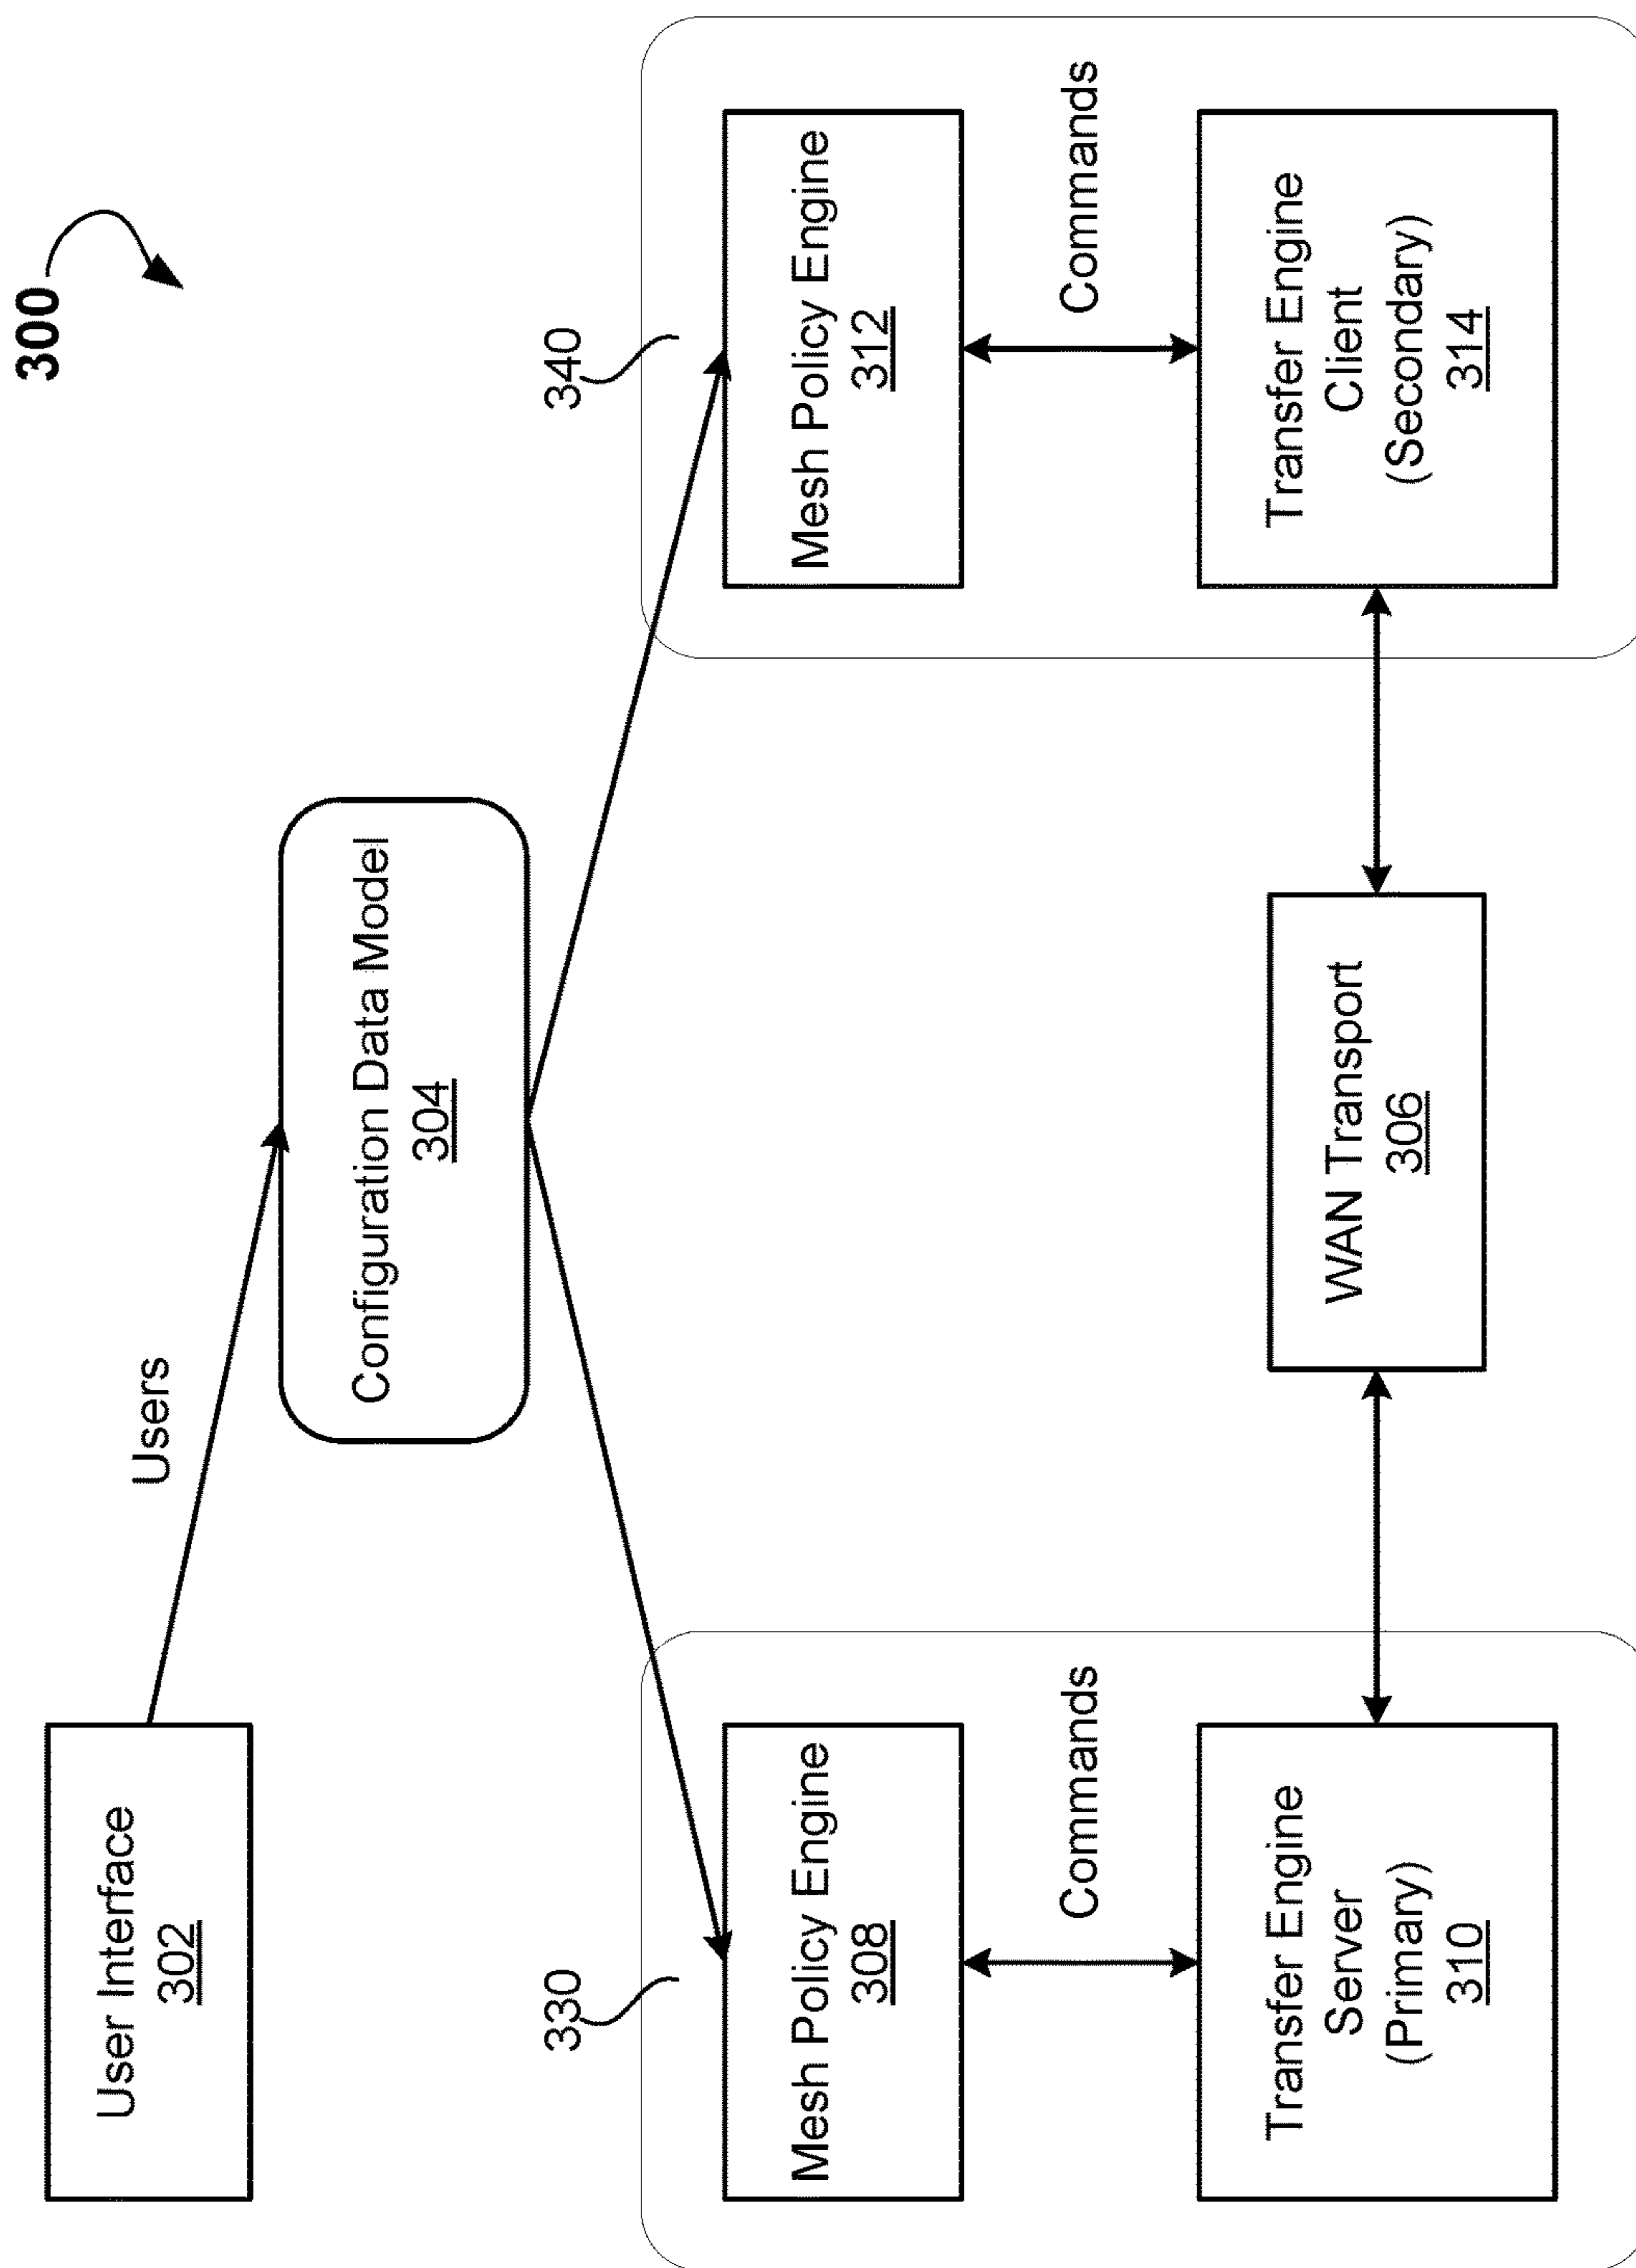 300
User Interface
302
Users
Configuration Data Model
304
330
Mesh Policy Engine
308
Commands
Transfer Engine
Server
(Primary)
310
340
Mesh Policy Engine
312
Commands
Transfer Engine
Client
(Secondary)
314
WAN Transport
306